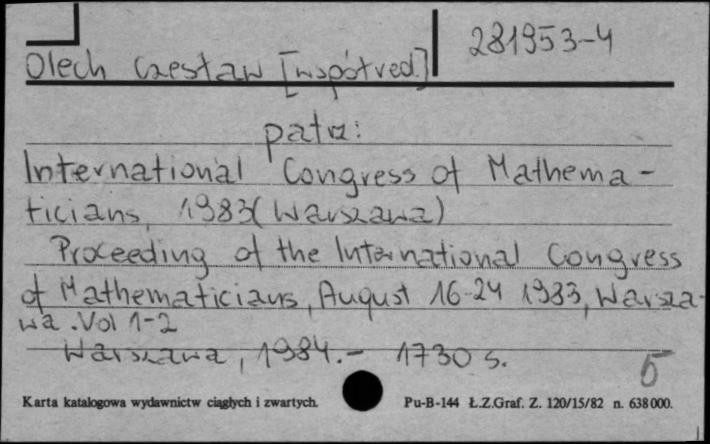 281953-4
Olech Czesław [współred.]
patrz:
International Congress of Mathema-
ticians, 1983 (Warszawa)
Proceeding of the International Congress
of Mathematicians, August 16-24 1983, Warsza-
wa. Vol 1-2
Warszawa, 1984.- 1730 s.
5
Karta katalogowa wydawnictw ciągłych i zwartych. Pu-B-144 Ł.Z.Graf. Z. 120/15/82 n. 638000.